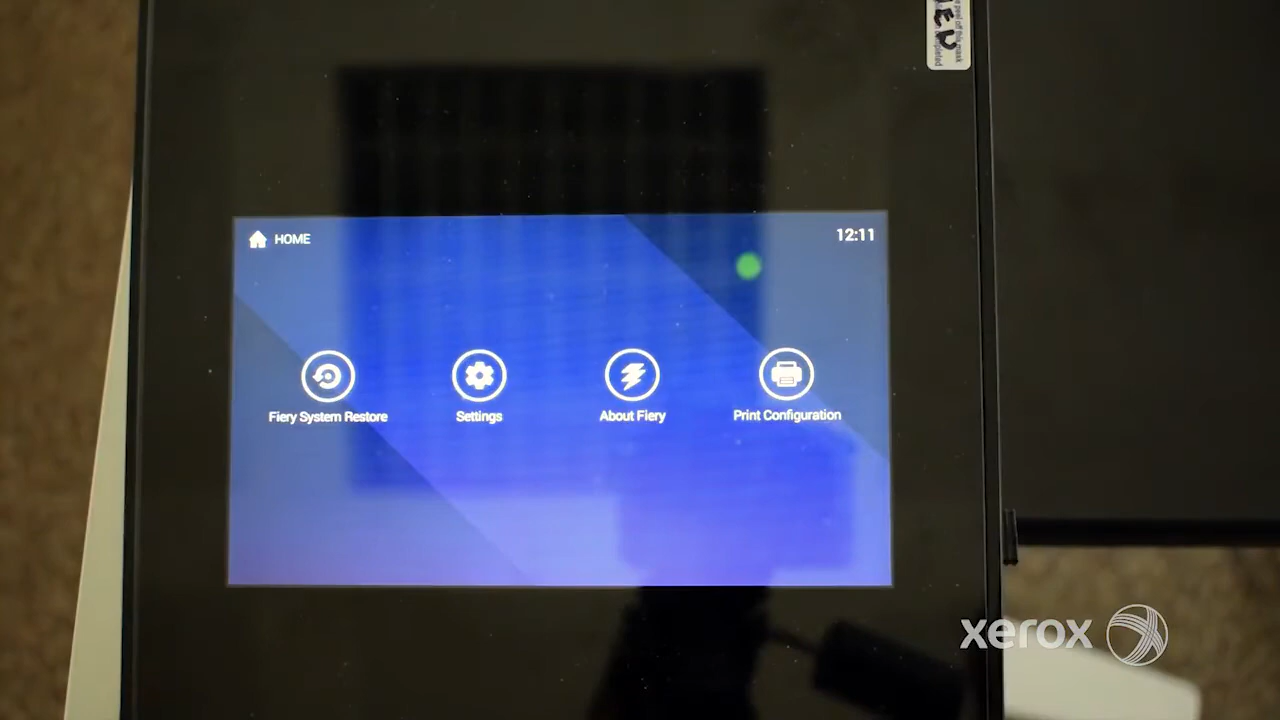 HOME
12:11
Fiery System Restore
Settings
About Fiery
Print Configuration
xerox